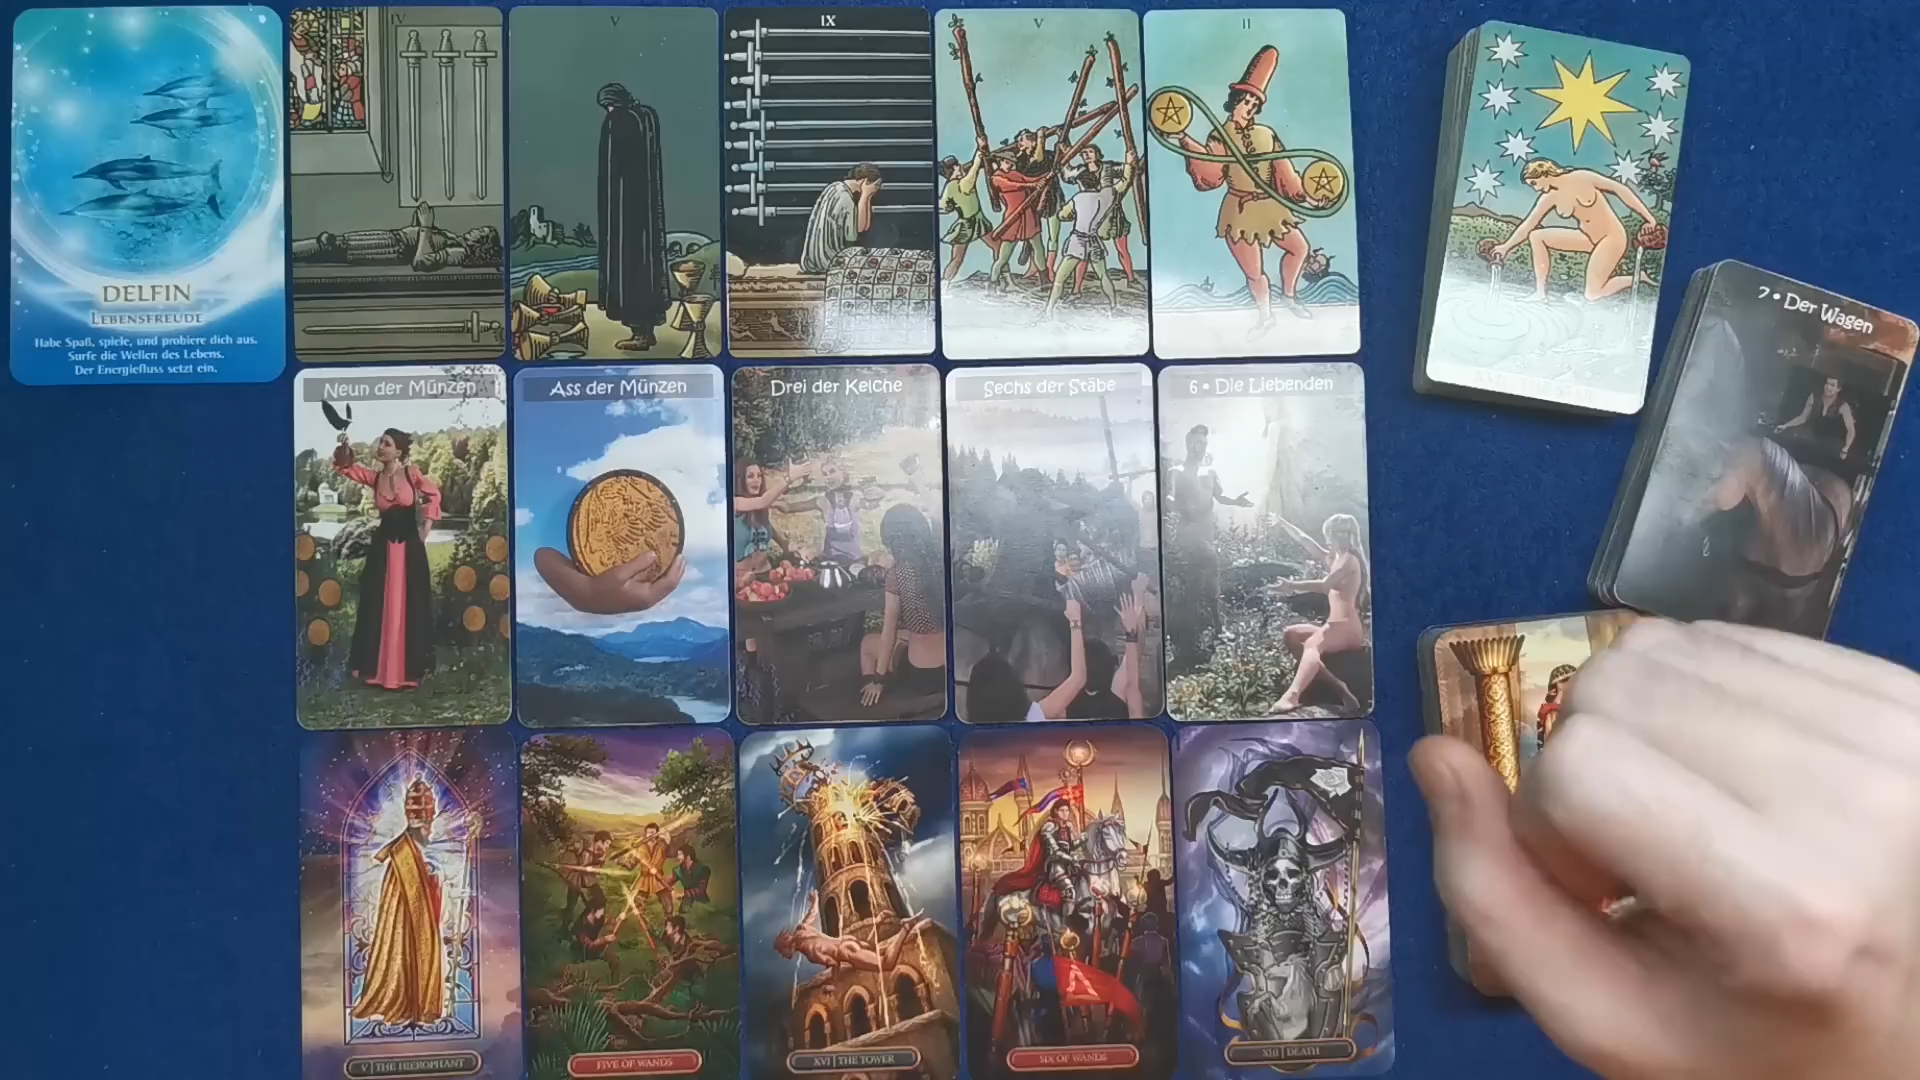 IV
V
IX
V
II
DELFIN
LEBENSFREUDE
Habe Spaß, spiele, und probiere dich aus.
Surfe die Wellen des Lebens.
Der Energiefluss setzt ein.
7 • Der Wagen
Neun der Münzen
Ass der Münzen
Drei der Kelche
Sechs der Stäbe
6 • Die Liebenden
V | THE HIEROPHANT
FIVE OF WANDS
XVI | THE TOWER
SIX OF WANDS
XIII | DEATH